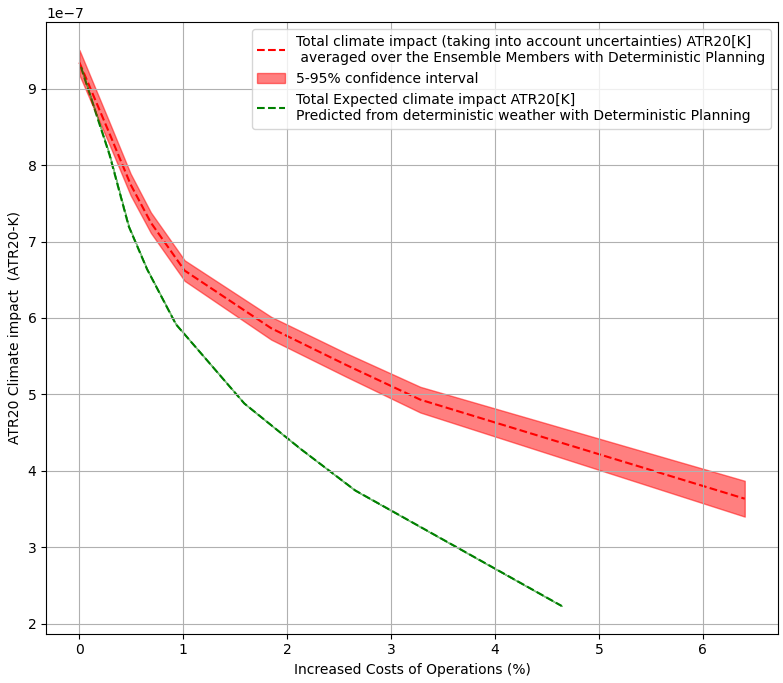 1e−7
Total climate impact (taking into account uncertainties) ATR20[K]
averaged over the Ensemble Members with Deterministic Planning
5-95% confidence interval
Total Expected climate impact ATR20[K]
Predicted from deterministic weather with Deterministic Planning
9
8
7
6
5
4
3
2
ATR20 Climate impact (ATR20-K)
0 1 2 3 4 5 6
Increased Costs of Operations (%)